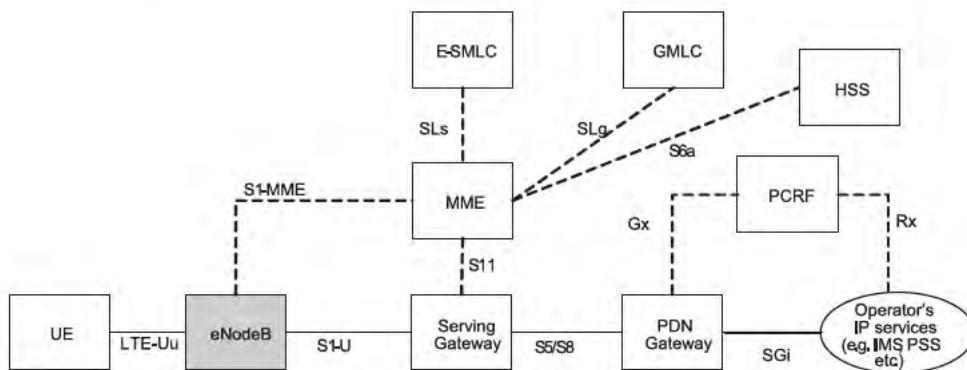 E-SMLC
GMLC
HSS
SLs
SLg
S6a
S1-MME
MME
PCRF
Gx
Rx
S11
UE
eNodeB
Serving
Gateway
PDN
Gateway
Operator's
IP services
(e.g. IMS, PSS
etc.)
LTE-Uu
S1-U
S5/S8
SGi